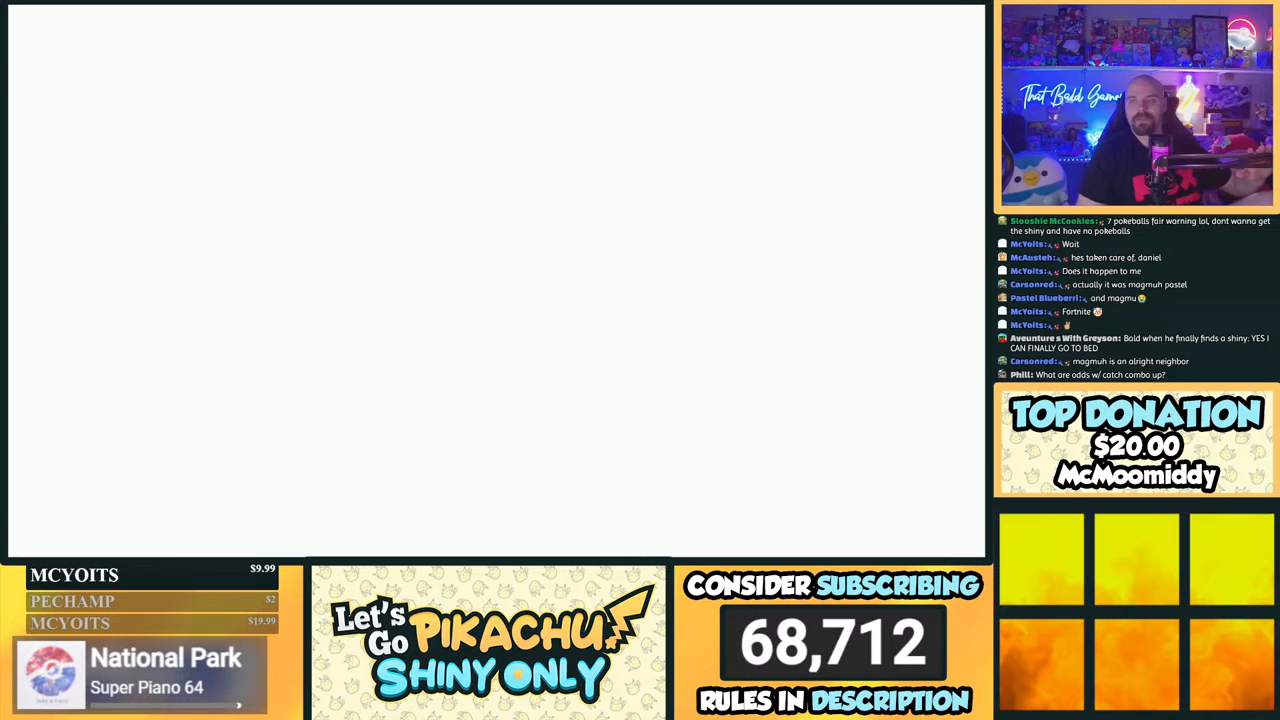 That Bald Gamer
Slooshie McCookies: 7 pokeballs fair warning lol, dont wanna get
the shiny and have no pokeballs
McYoits: Wait
McAusteh: hes taken care of, daniel
McYoits: Does it happen to me
Carsonred: actually it was magmuh pastel
Pastel Blueberri: and magmu😭
McYoits: Fortnite 🤡
McYoits: ✌🏼
Aveunture s With Greyson: Bald when he finally finds a shiny: YES I
CAN FINALLY GO TO BED
Carsonred: magmuh is an alright neighbor
Phill: What are odds w/ catch combo up?
TOP DONATION
$20.00
McMoomiddy
MCYOITS $9.99
PECHAMP $2
MCYOITS $19.99
National Park
Super Piano 64
Let's
Go PIKACHU
SHINY ONLY
CONSIDER SUBSCRIBING
68,712
RULES IN DESCRIPTION